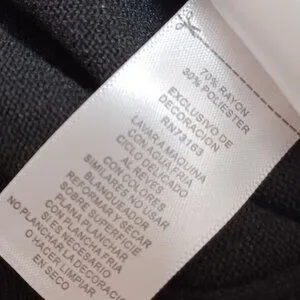 70% RAYON
30% POLIESTER
EXCLUSIVO DE
DECORACION
RN74163
LAVAR A MAQUINA
CON AGUA FRIA
CICLO DELICADO
AL REVES
CON COLORES
SIMILARES NO USAR
BLANQUEADOR
REFORMAR Y SECAR
SOBRE SUPERFICIE
PLANA PLANCHAR
CON PLANCHA FRIA
SI ES NECESARIO
NO PLANCHAR LA DECORACION
O HACER LIMPIAR
EN SECO